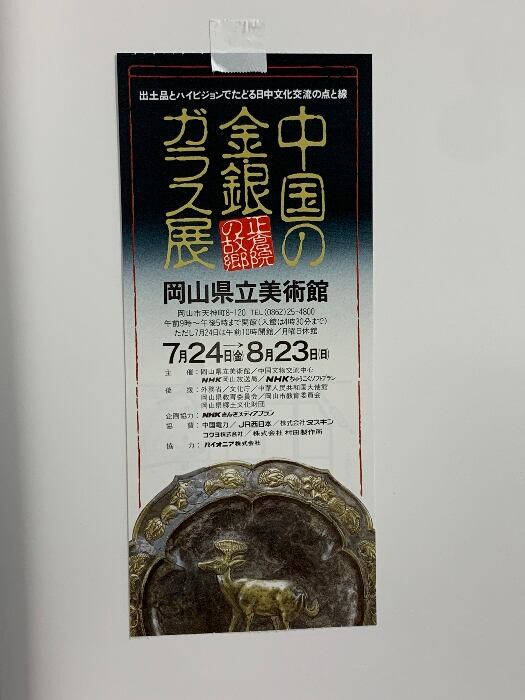 出土品とハイビジョンでたどる日中文化交流の点と線
中国の
金銀
ガラス展
正倉院
の故郷
岡山県立美術館
岡山市天神町8-120 TEL(0862)25-4800
午前9時〜午後5時まで開館(入館は4時30分まで)
ただし7月24日は午前10時開館/月曜日休館
7月24日(金)→8月23日(日)
主 催:岡山県立美術館/中国文物交流中心
NHK岡山放送局/NHKちゅうごくソフトプラン
後 援:外務省/文化庁/中華人民共和国大使館
岡山県教育委員会/岡山市教育委員会
岡山県郷土文化財団
企画協力:NHKきんきメディアプラン
協 賛:中国電力/JR西日本/株式会社ダスキン
コクヨ株式会社/株式会社村田製作所
協 力:パイオニア株式会社